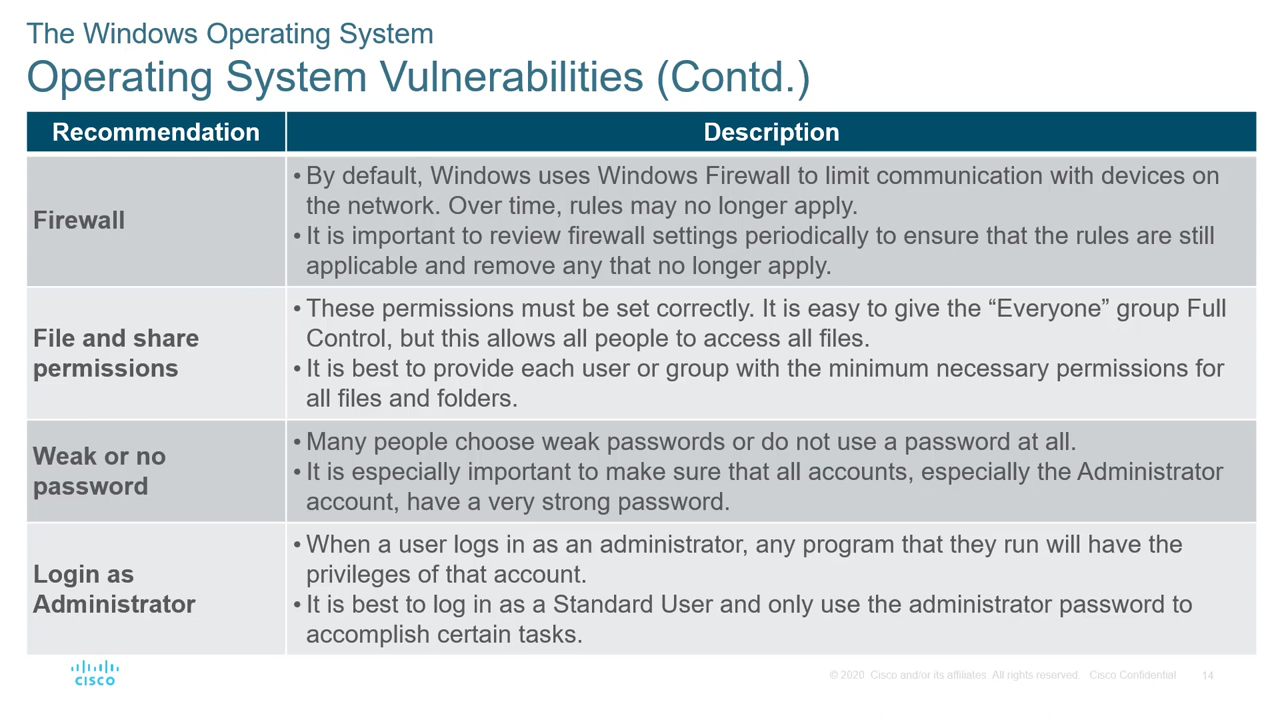 The Windows Operating System
Operating System Vulnerabilities (Contd.)
Recommendation
Description
Firewall
• By default, Windows uses Windows Firewall to limit communication with devices on
the network. Over time, rules may no longer apply.
• It is important to review firewall settings periodically to ensure that the rules are still
applicable and remove any that no longer apply.
File and share
permissions
• These permissions must be set correctly. It is easy to give the “Everyone” group Full
Control, but this allows all people to access all files.
• It is best to provide each user or group with the minimum necessary permissions for
all files and folders.
Weak or no
password
• Many people choose weak passwords or do not use a password at all.
• It is especially important to make sure that all accounts, especially the Administrator
account, have a very strong password.
Login as
Administrator
• When a user logs in as an administrator, any program that they run will have the
privileges of that account.
• It is best to log in as a Standard User and only use the administrator password to
accomplish certain tasks.
CISCO
© 2020 Cisco and/or its affiliates. All rights reserved. Cisco Confidential
14